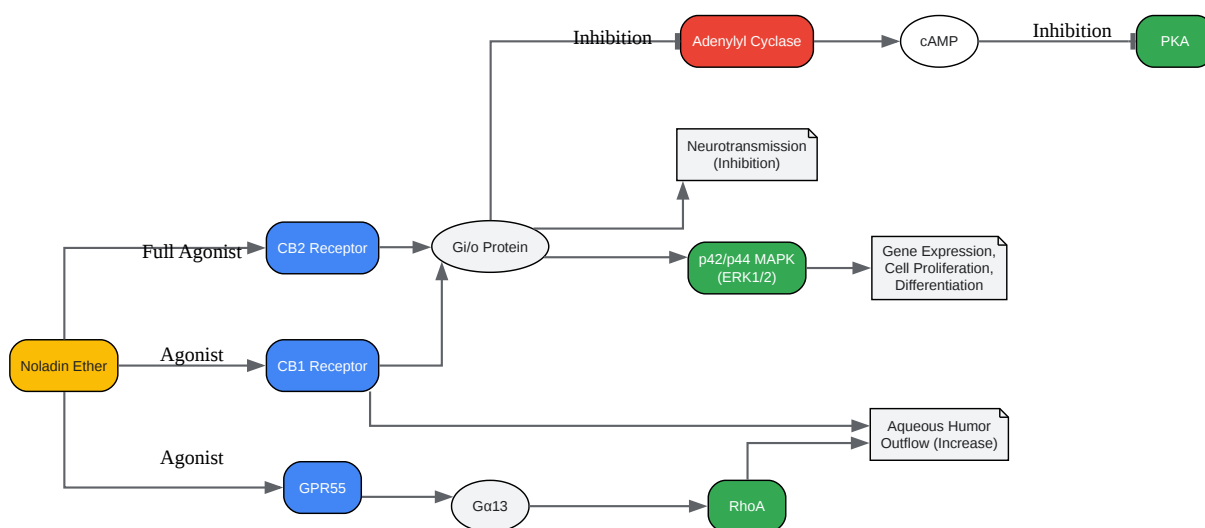 Inhibition
Adenylyl Cyclase
cAMP
Inhibition
PKA
Neurotransmission
(Inhibition)
Full Agonist
CB2 Receptor
Gi/o Protein
p42/p44 MAPK
(ERK1/2)
Gene Expression,
Cell Proliferation,
Differentiation
Noladin Ether
Agonist
CB1 Receptor
Aqueous Humor
Outflow (Increase)
Agonist
GPR55
Gα13
RhoA